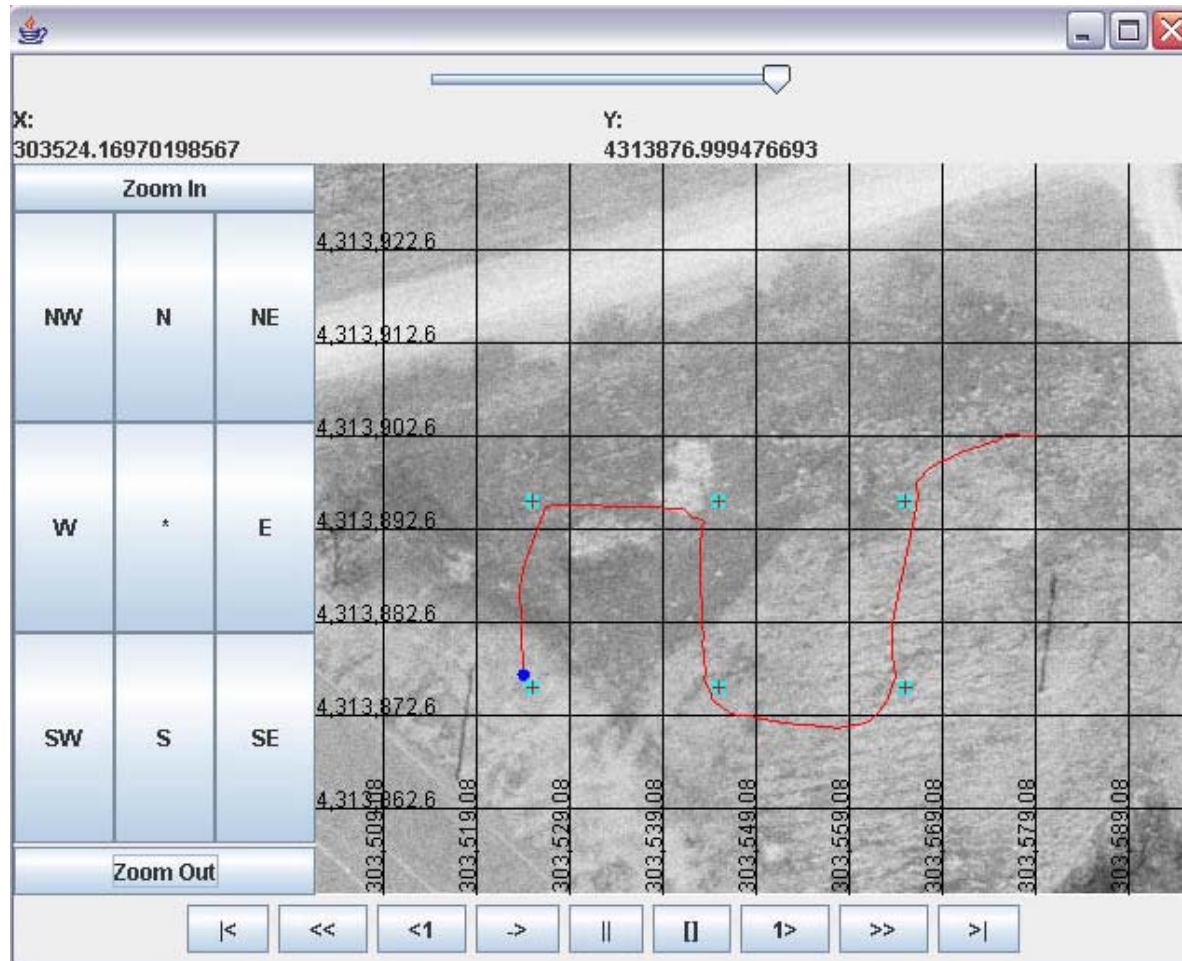 X:
303524.16970198567
Y:
4313876.999476693
Zoom In
NW N NE
W * E
SW S SE
Zoom Out
4,313,922.6
4,313,912.6
4,313,902.6
4,313,892.6
4,313,882.6
4,313,872.6
4,313,862.6
303,509.08
303,519.08
303,529.08
303,539.08
303,549.08
303,559.08
303,569.08
303,579.08
303,589.08
|< << <1 -> || [] 1> >> >|